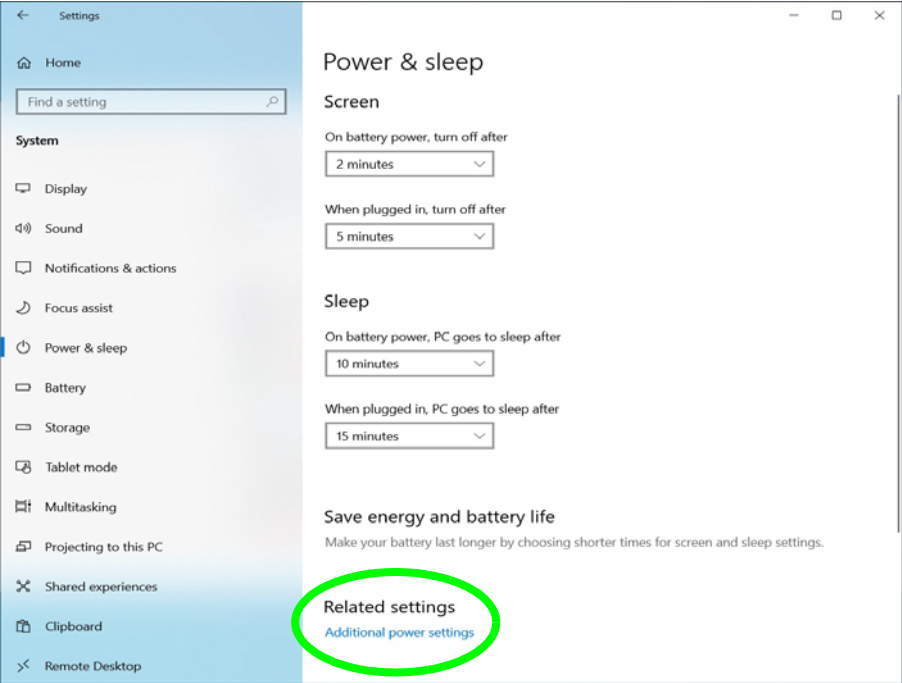 Settings
Home
Find a setting
System
Display
Sound
Notifications & actions
Focus assist
Power & sleep
Battery
Storage
Tablet mode
Multitasking
Projecting to this PC
Shared experiences
Clipboard
Remote Desktop
Power & sleep
Screen
On battery power, turn off after
2 minutes
When plugged in, turn off after
5 minutes
Sleep
On battery power, PC goes to sleep after
10 minutes
When plugged in, PC goes to sleep after
15 minutes
Save energy and battery life
Make your battery last longer by choosing shorter times for screen and sleep settings.
Related settings
Additional power settings